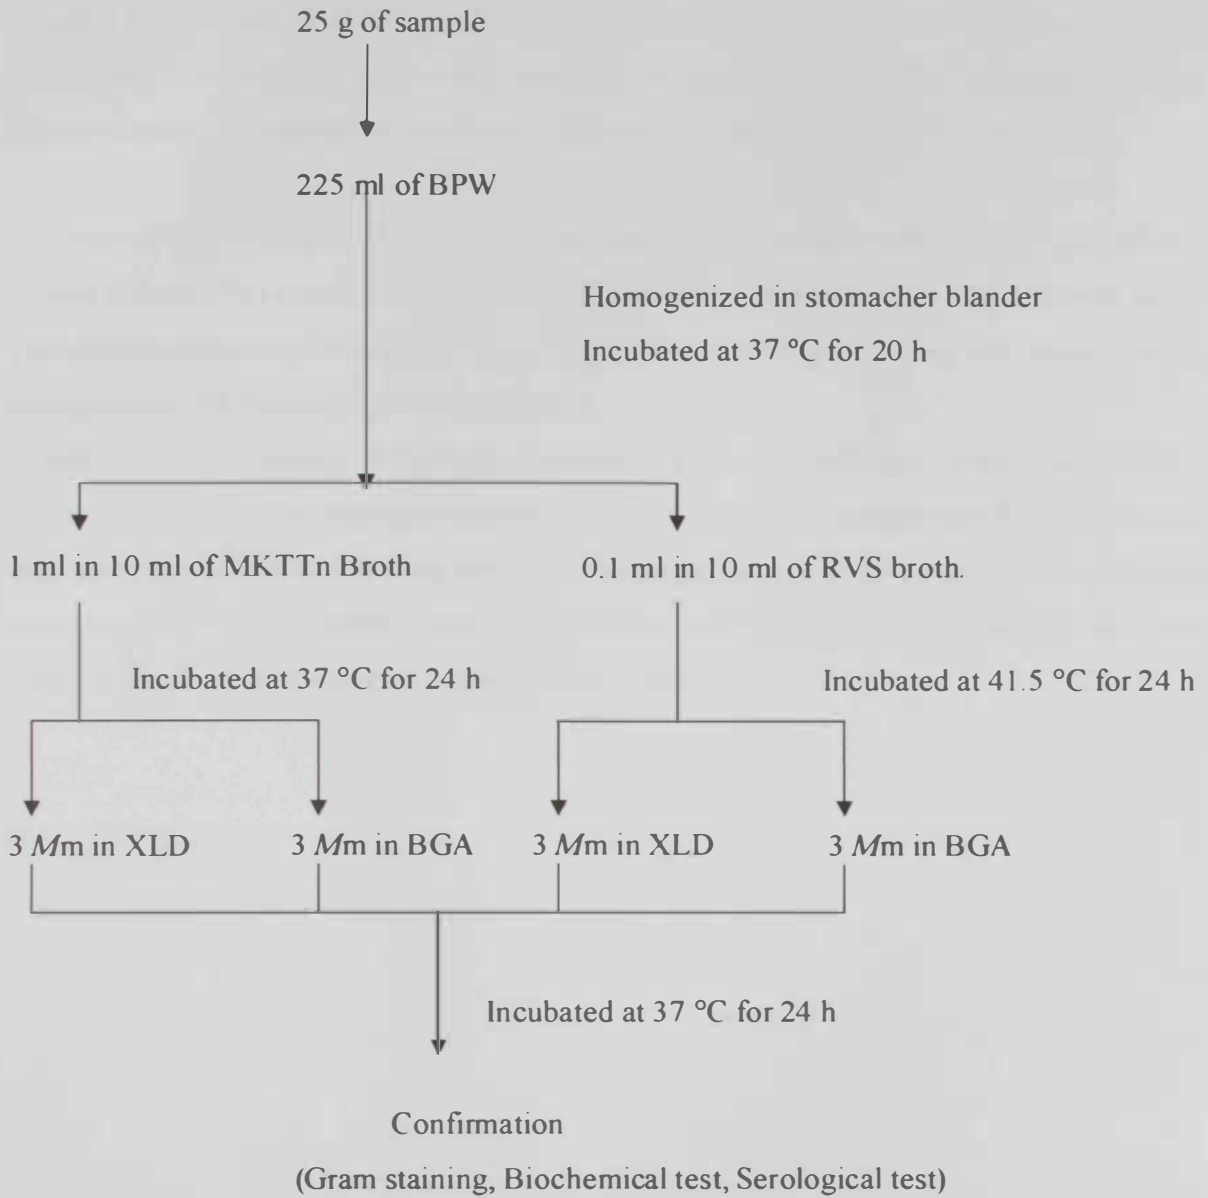 25 g of sample
225 ml of BPW
Homogenized in stomacher blander
Incubated at 37 °C for 20 h
1 ml in 10 ml of MKTTn Broth
0.1 ml in 10 ml of RVS broth.
Incubated at 37 °C for 24 h
Incubated at 41.5 °C for 24 h
3 Mm in XLD
3 Mm in BGA
3 Mm in XLD
3 Mm in BGA
Incubated at 37 °C for 24 h
Confirmation
(Gram staining, Biochemical test, Serological test)